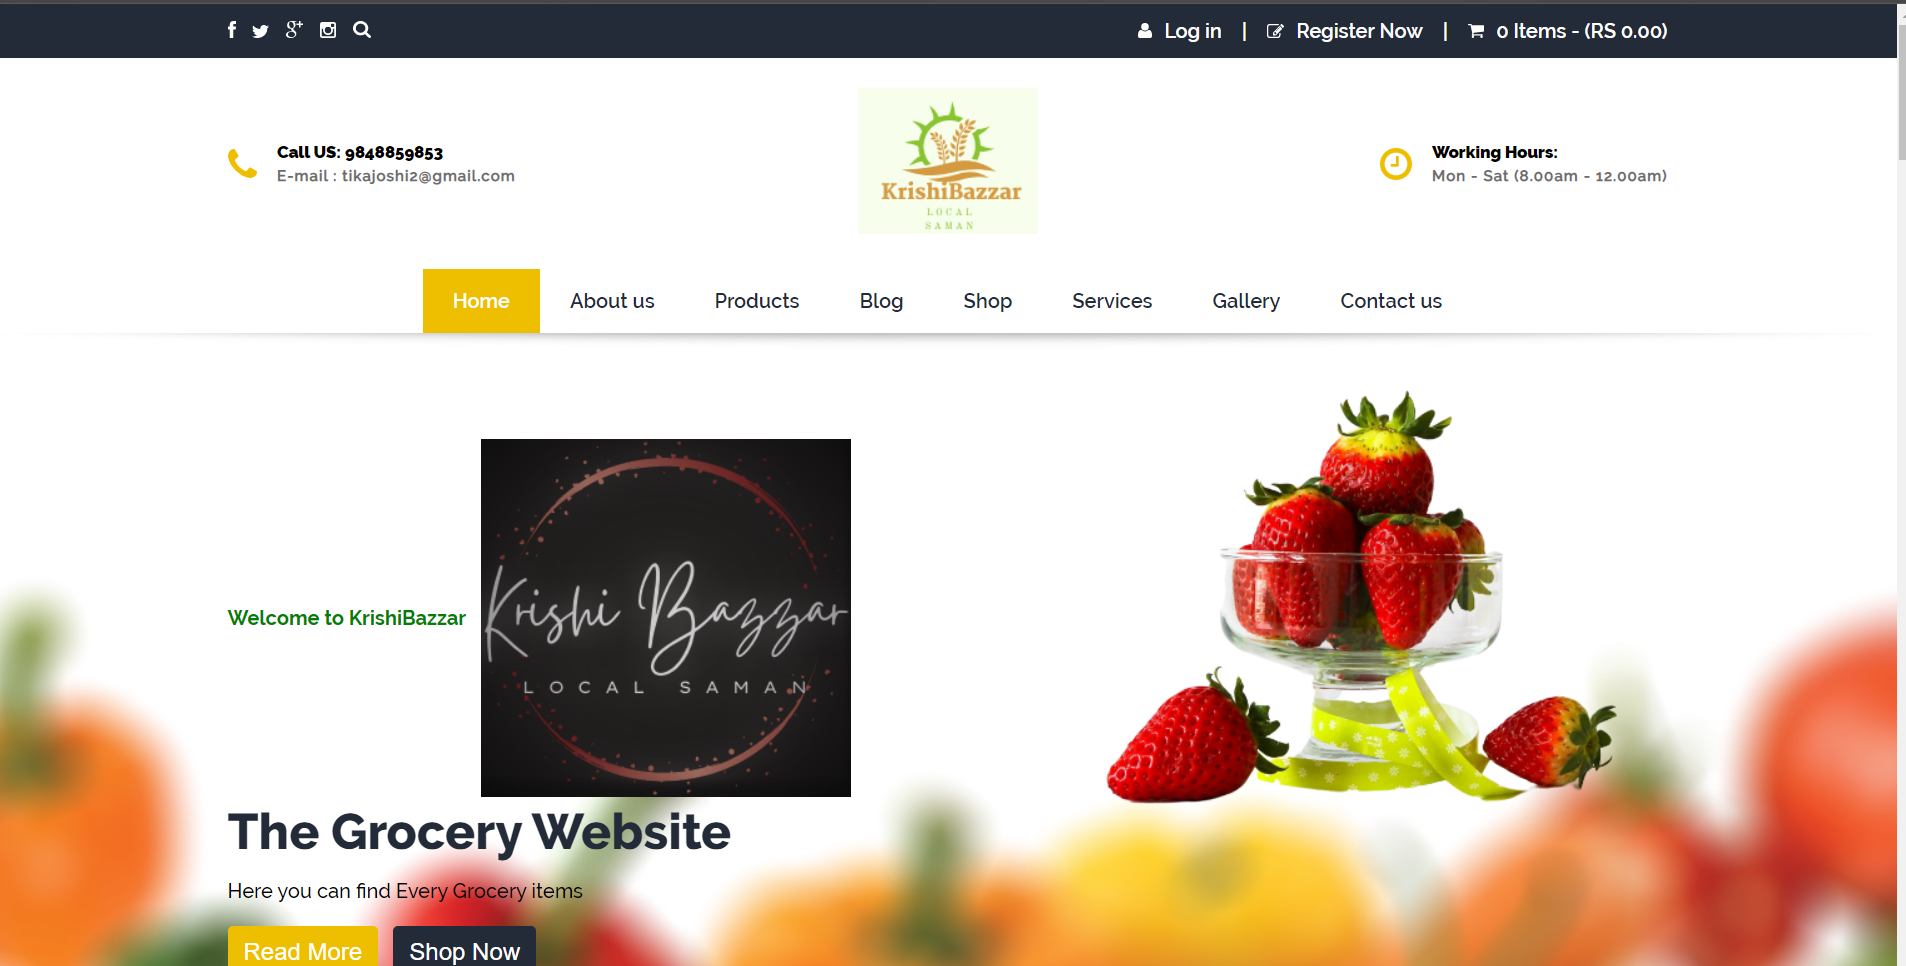 Log in | Register Now | 0 Items - (RS 0.00)
Call US: 9848859853
E-mail : tikajoshi2@gmail.com
KrishiBazzar
LOCAL
SAMAN
Working Hours:
Mon - Sat (8.00am - 12.00am)
Home About us Products Blog Shop Services Gallery Contact us
Welcome to KrishiBazzar
Krishi Bazzar
LOCAL SAMAN
The Grocery Website
Here you can find Every Grocery items
Read More Shop Now